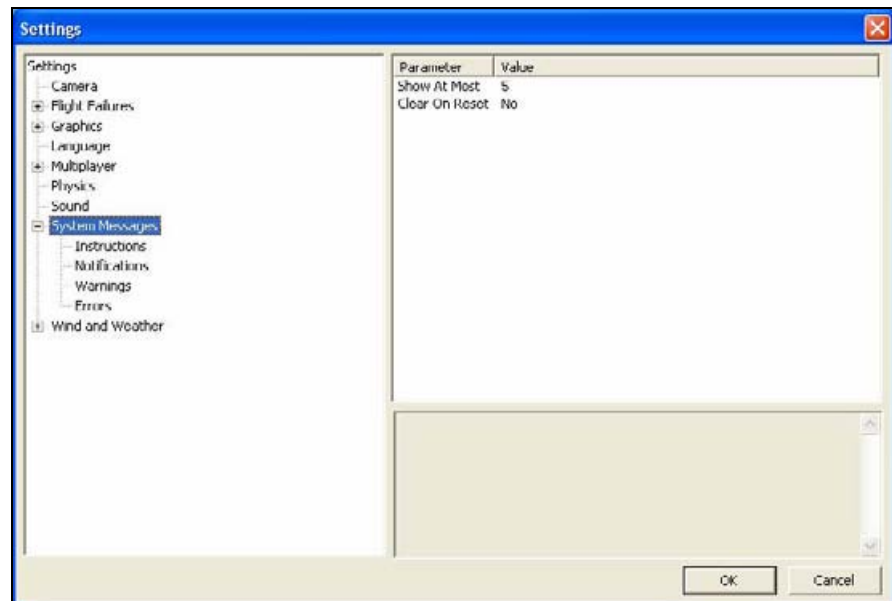 Settings
Settings
Camera
Flight Failures
Graphics
Language
Multiplayer
Physics
Sound
System Messages
Instructions
Notifications
Warnings
Errors
Wind and Weather
Parameter Value
Show At Most 5
Clear On Reset No
OK Cancel